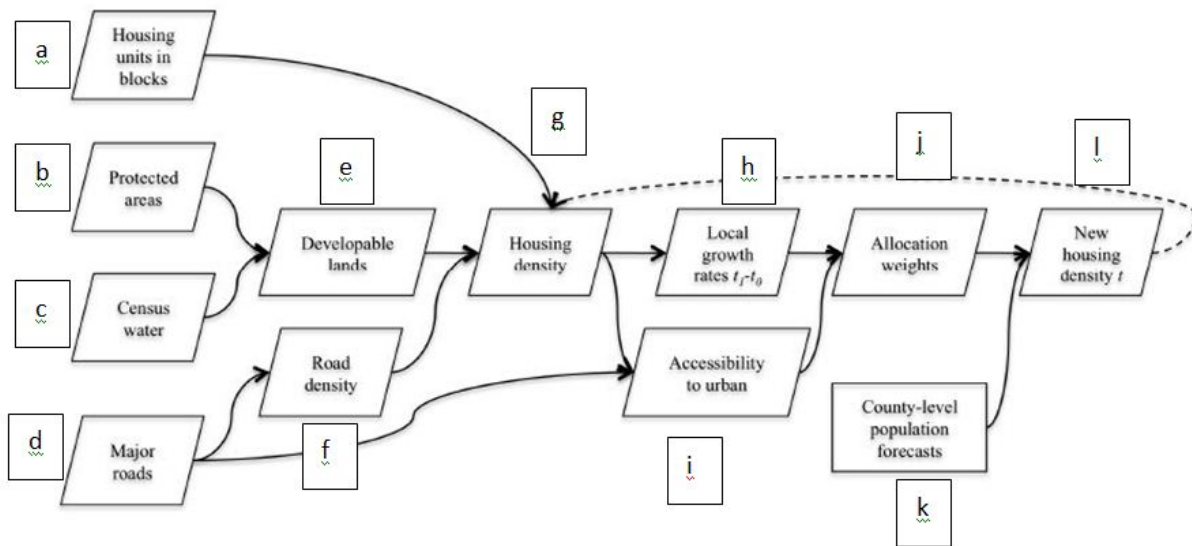 a
Housing
units in
blocks
b
Protected
areas
c
Census
water
d
Major
roads
e
Developable
lands
f
Road
density
g
Housing
density
h
Local
growth
rates t₁-t₀
i
Accessibility
to urban
j
Allocation
weights
k
County-level
population
forecasts
l
New
housing
density t